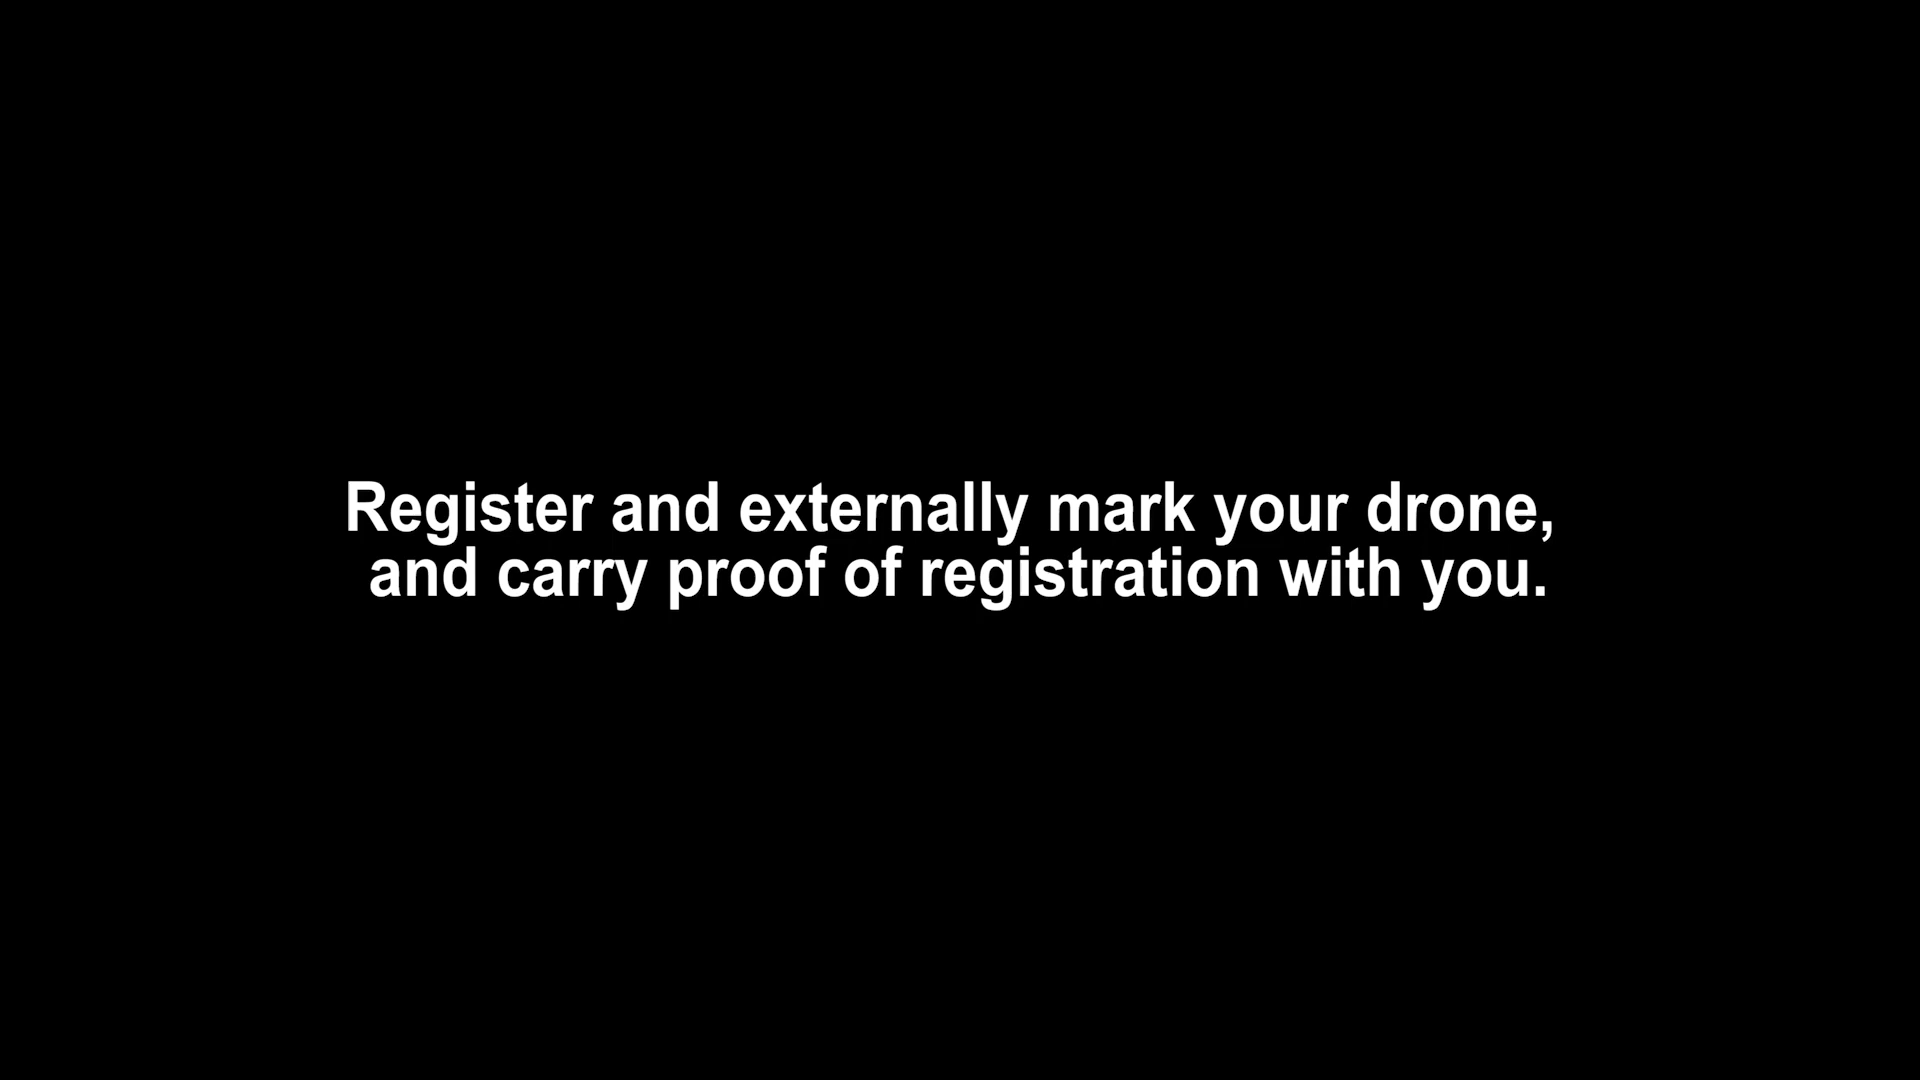 Register and externally mark your drone,
and carry proof of registration with you.